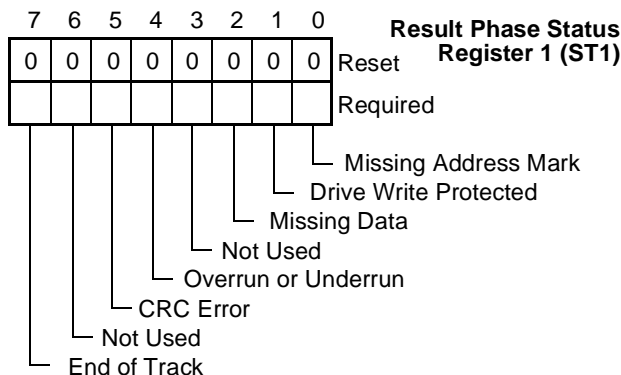 7 6 5 4 3 2 1 0
Result Phase Status
Register 1 (ST1)
0 0 0 0 0 0 0 0 Reset
Required
Missing Address Mark
Drive Write Protected
Missing Data
Not Used
Overrun or Underrun
CRC Error
Not Used
End of Track